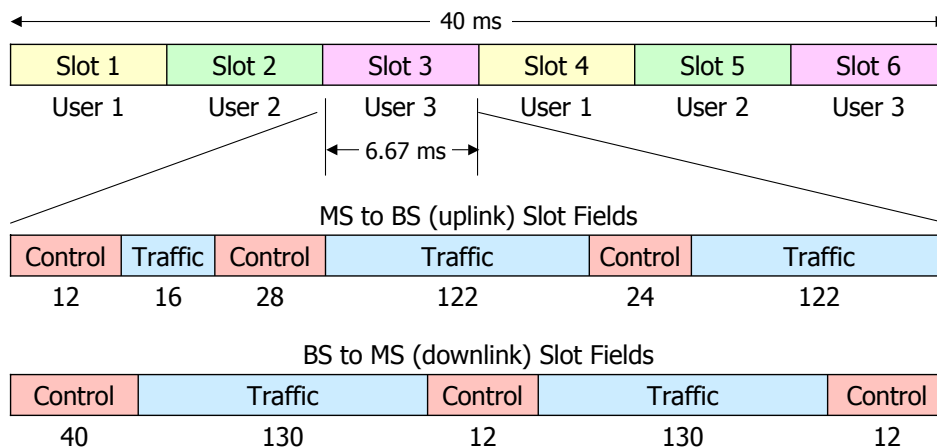 40 ms
Slot 1 Slot 2 Slot 3 Slot 4 Slot 5 Slot 6
User 1 User 2 User 3 User 1 User 2 User 3
6.67 ms
MS to BS (uplink) Slot Fields
Control Traffic Control Traffic Control Traffic
12 16 28 122 24 122
BS to MS (downlink) Slot Fields
Control Traffic Control Traffic Control
40 130 12 130 12